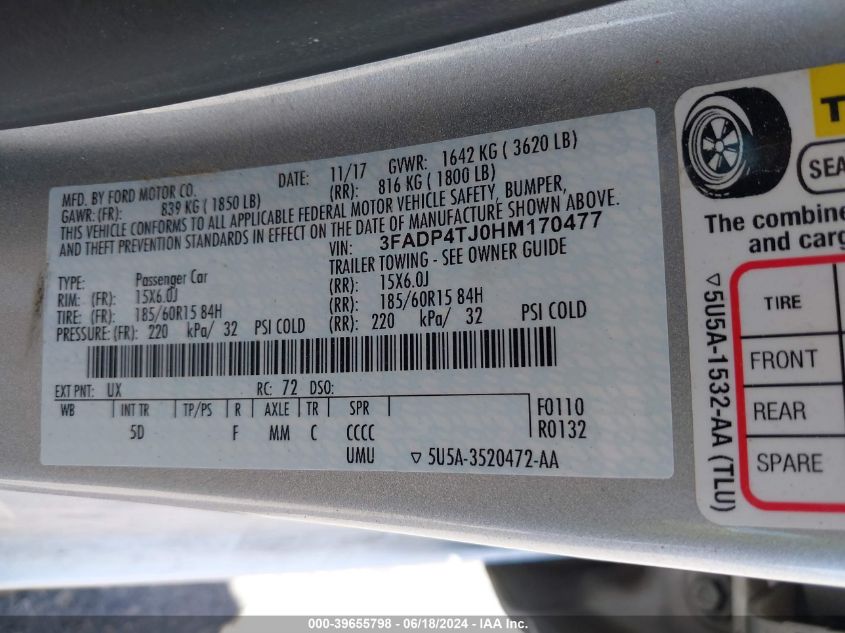 MFD. BY FORD MOTOR CO. DATE: 11/17 GVWR: 1642 KG ( 3620 LB)
GAWR: (FR): 839 KG ( 1850 LB) (RR): 816 KG ( 1800 LB)
THIS VEHICLE CONFORMS TO ALL APPLICABLE FEDERAL MOTOR VEHICLE SAFETY, BUMPER,
AND THEFT PREVENTION STANDARDS IN EFFECT ON THE DATE OF MANUFACTURE SHOWN ABOVE.
VIN: 3FADP4TJ0HM170477
TYPE: Passenger Car TRAILER TOWING - SEE OWNER GUIDE
RIM: (FR): 15X6.0J (RR): 15X6.0J
TIRE: (FR): 185/60R15 84H (RR): 185/60R15 84H
PRESSURE: (FR): 220 kPa/ 32 PSI COLD (RR): 220 kPa/ 32 PSI COLD
EXT PNT: UX RC: 72 DSO:
WB INT TR TP/PS R AXLE TR SPR F0110
5D F MM C CCCC R0132
UMU ▽ 5U5A-3520472-AA
T
SEA
The combine
and carg
TIRE
FRONT
REAR
SPARE
▽ 5U5A-1532-AA (TLU)
000-39655798 - 06/18/2024 - IAA Inc.